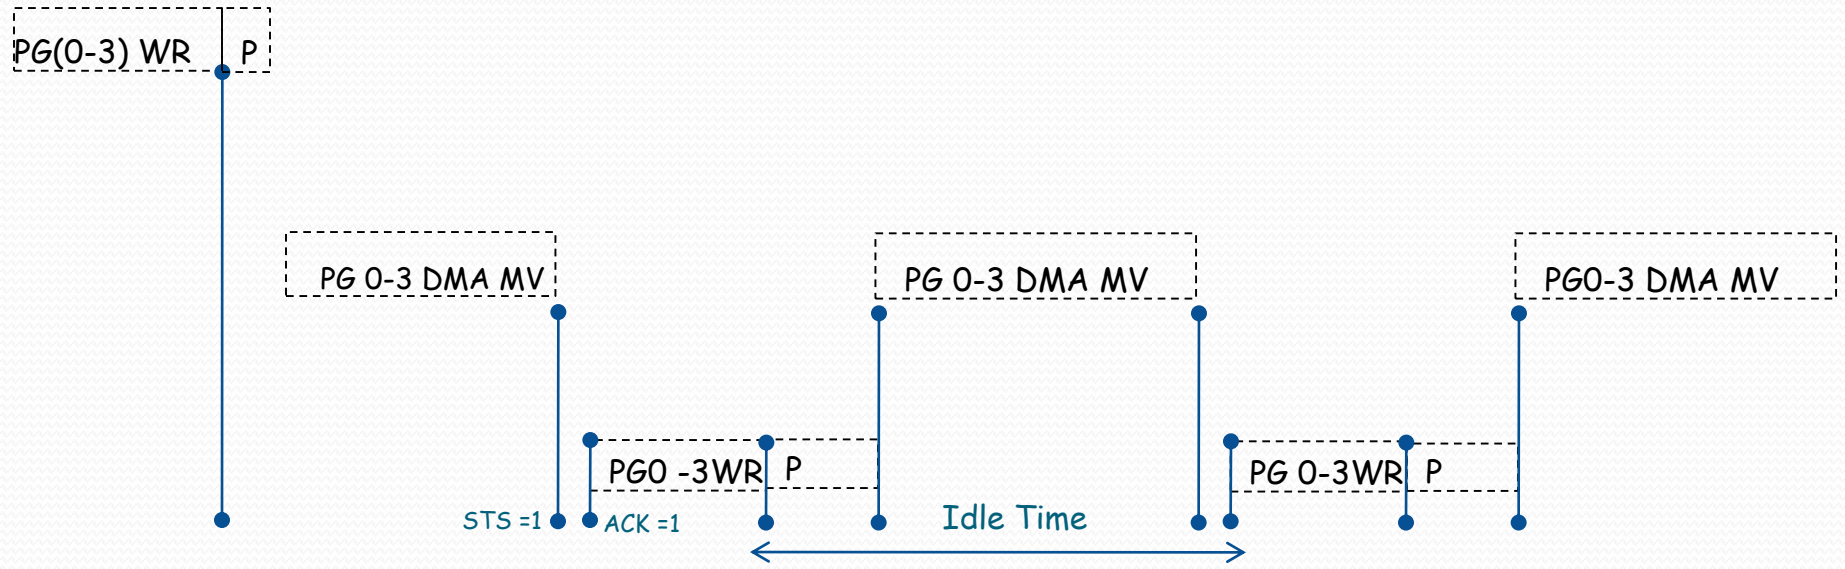 PG(0-3) WR
P
PG 0-3 DMA MV
PG 0-3 DMA MV
PG0-3 DMA MV
PG0 -3WR
P
PG 0-3WR
P
STS =1
ACK =1
Idle Time